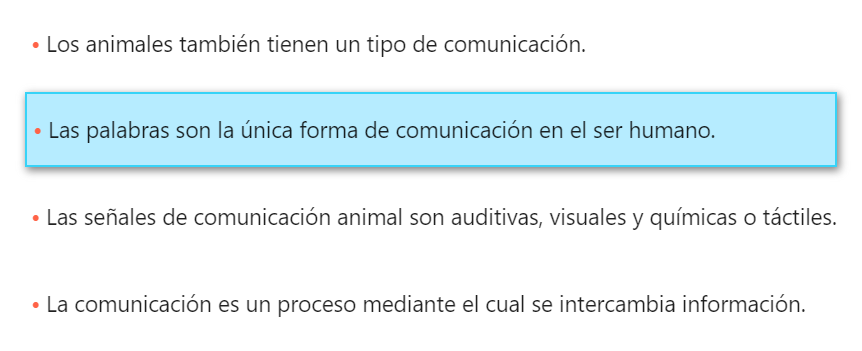 • Los animales también tienen un tipo de comunicación.
• Las palabras son la única forma de comunicación en el ser humano.
• Las señales de comunicación animal son auditivas, visuales y químicas o táctiles.
• La comunicación es un proceso mediante el cual se intercambia información.